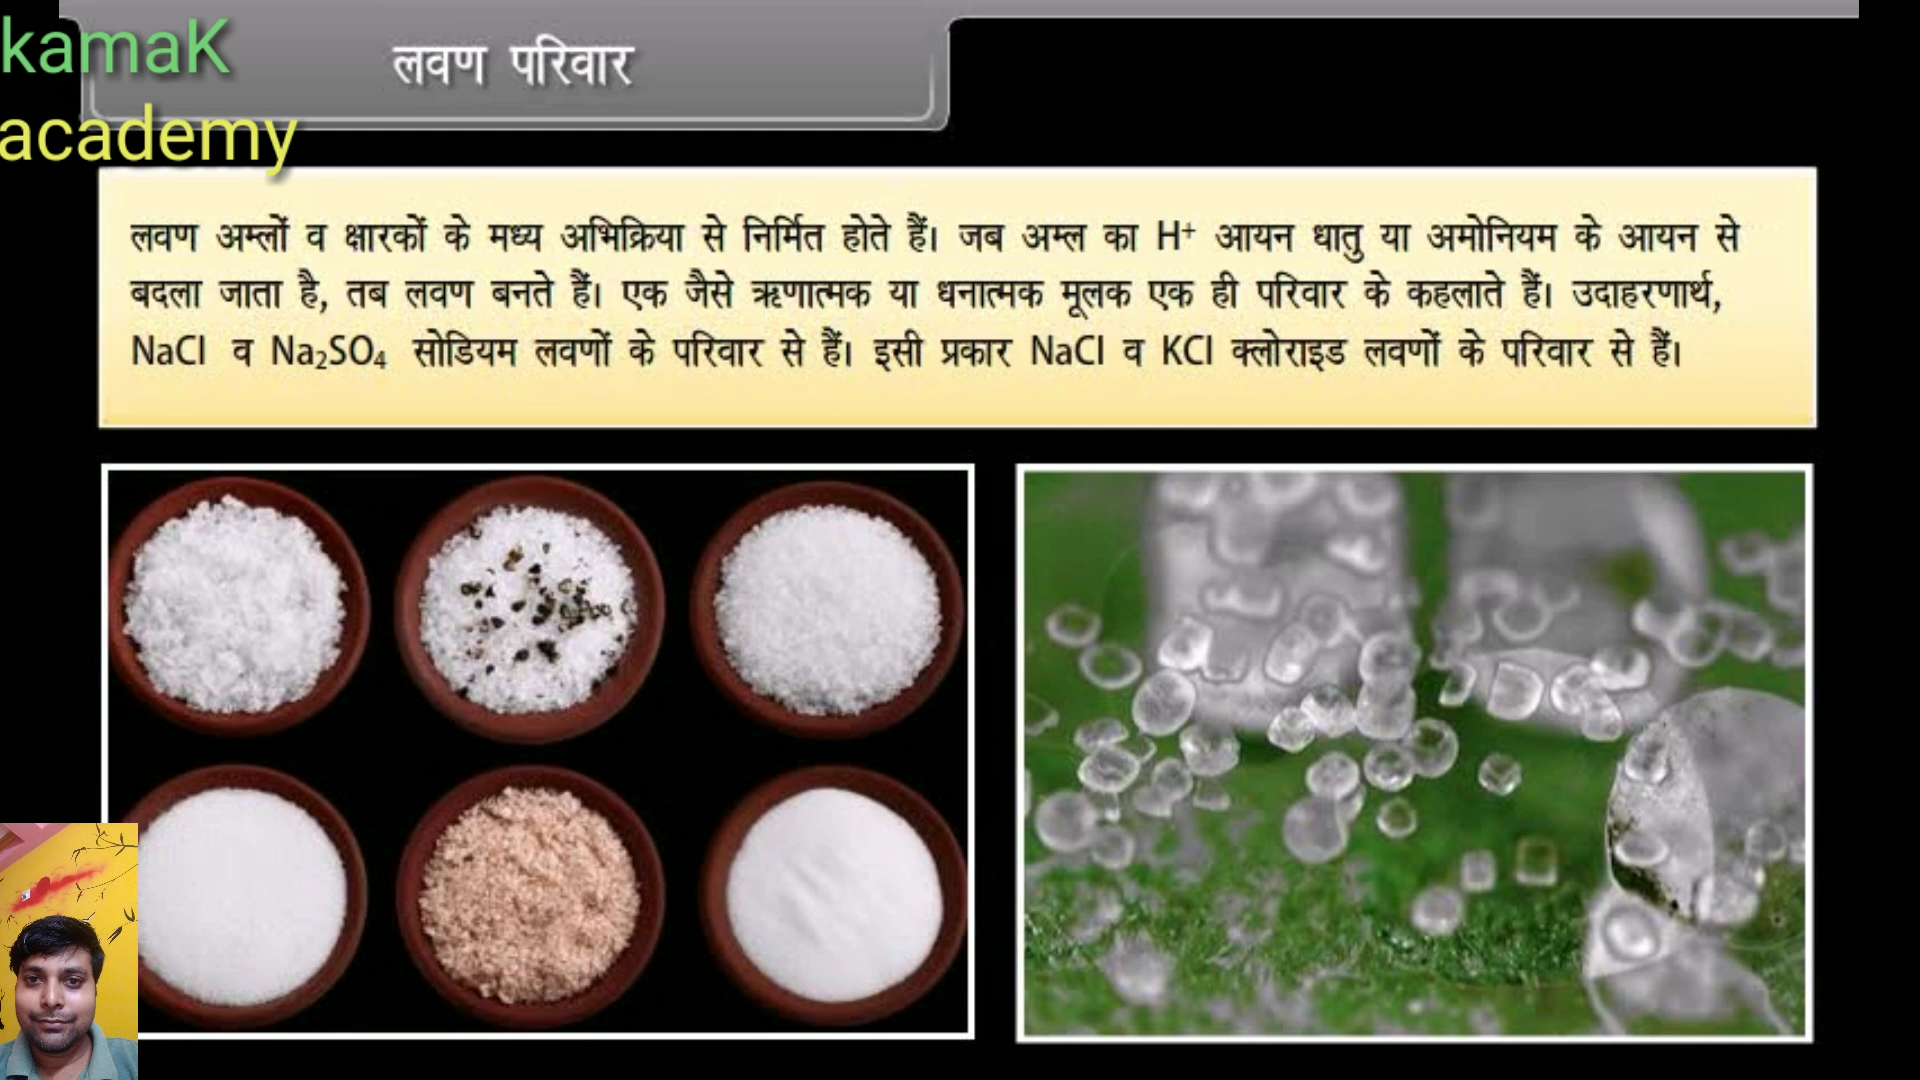 kamaK
academy
लवण परिवार
लवण अम्लों व क्षारकों के मध्य अभिक्रिया से निर्मित होते हैं। जब अम्ल का H⁺ आयन धातु या अमोनियम के आयन से
बदला जाता है, तब लवण बनते हैं। एक जैसे ऋणात्मक या धनात्मक मूलक एक ही परिवार के कहलाते हैं। उदाहरणार्थ,
NaCl व Na₂SO₄ सोडियम लवणों के परिवार से हैं। इसी प्रकार NaCl व KCl क्लोराइड लवणों के परिवार से हैं।